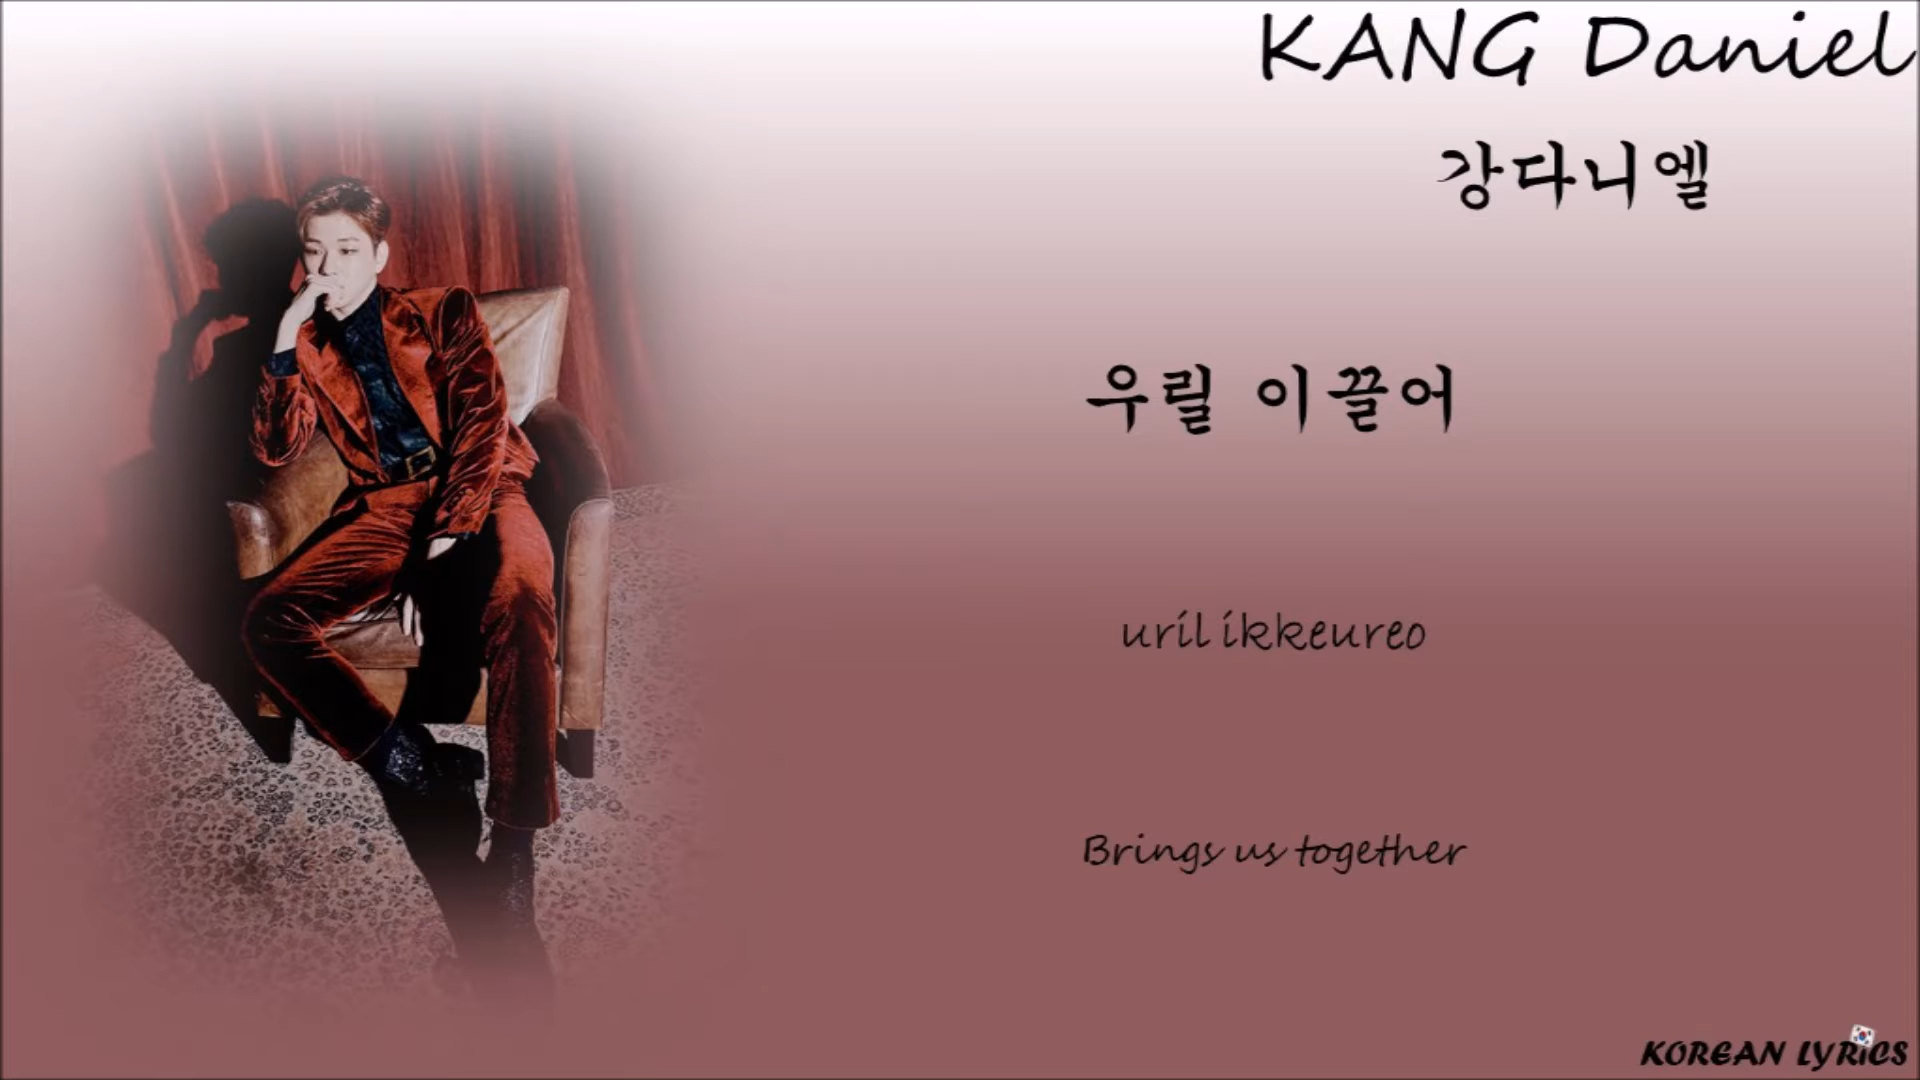 KANG Daniel
강다니엘
우릴 이끌어
uril ikkeureo
Brings us together
KOREAN LYRICS